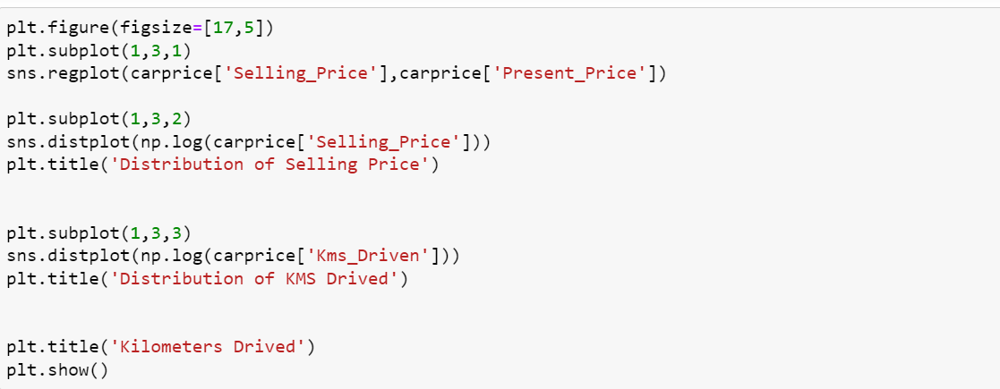 plt.figure(figsize=[17,5])
plt.subplot(1,3,1)
sns.regplot(carprice['Selling_Price'],carprice['Present_Price'])
plt.subplot(1,3,2)
sns.distplot(np.log(carprice['Selling_Price']))
plt.title('Distribution of Selling Price')
plt.subplot(1,3,3)
sns.distplot(np.log(carprice['Kms_Driven']))
plt.title('Distribution of KMS Drived')
plt.title('Kilometers Drived')
plt.show()